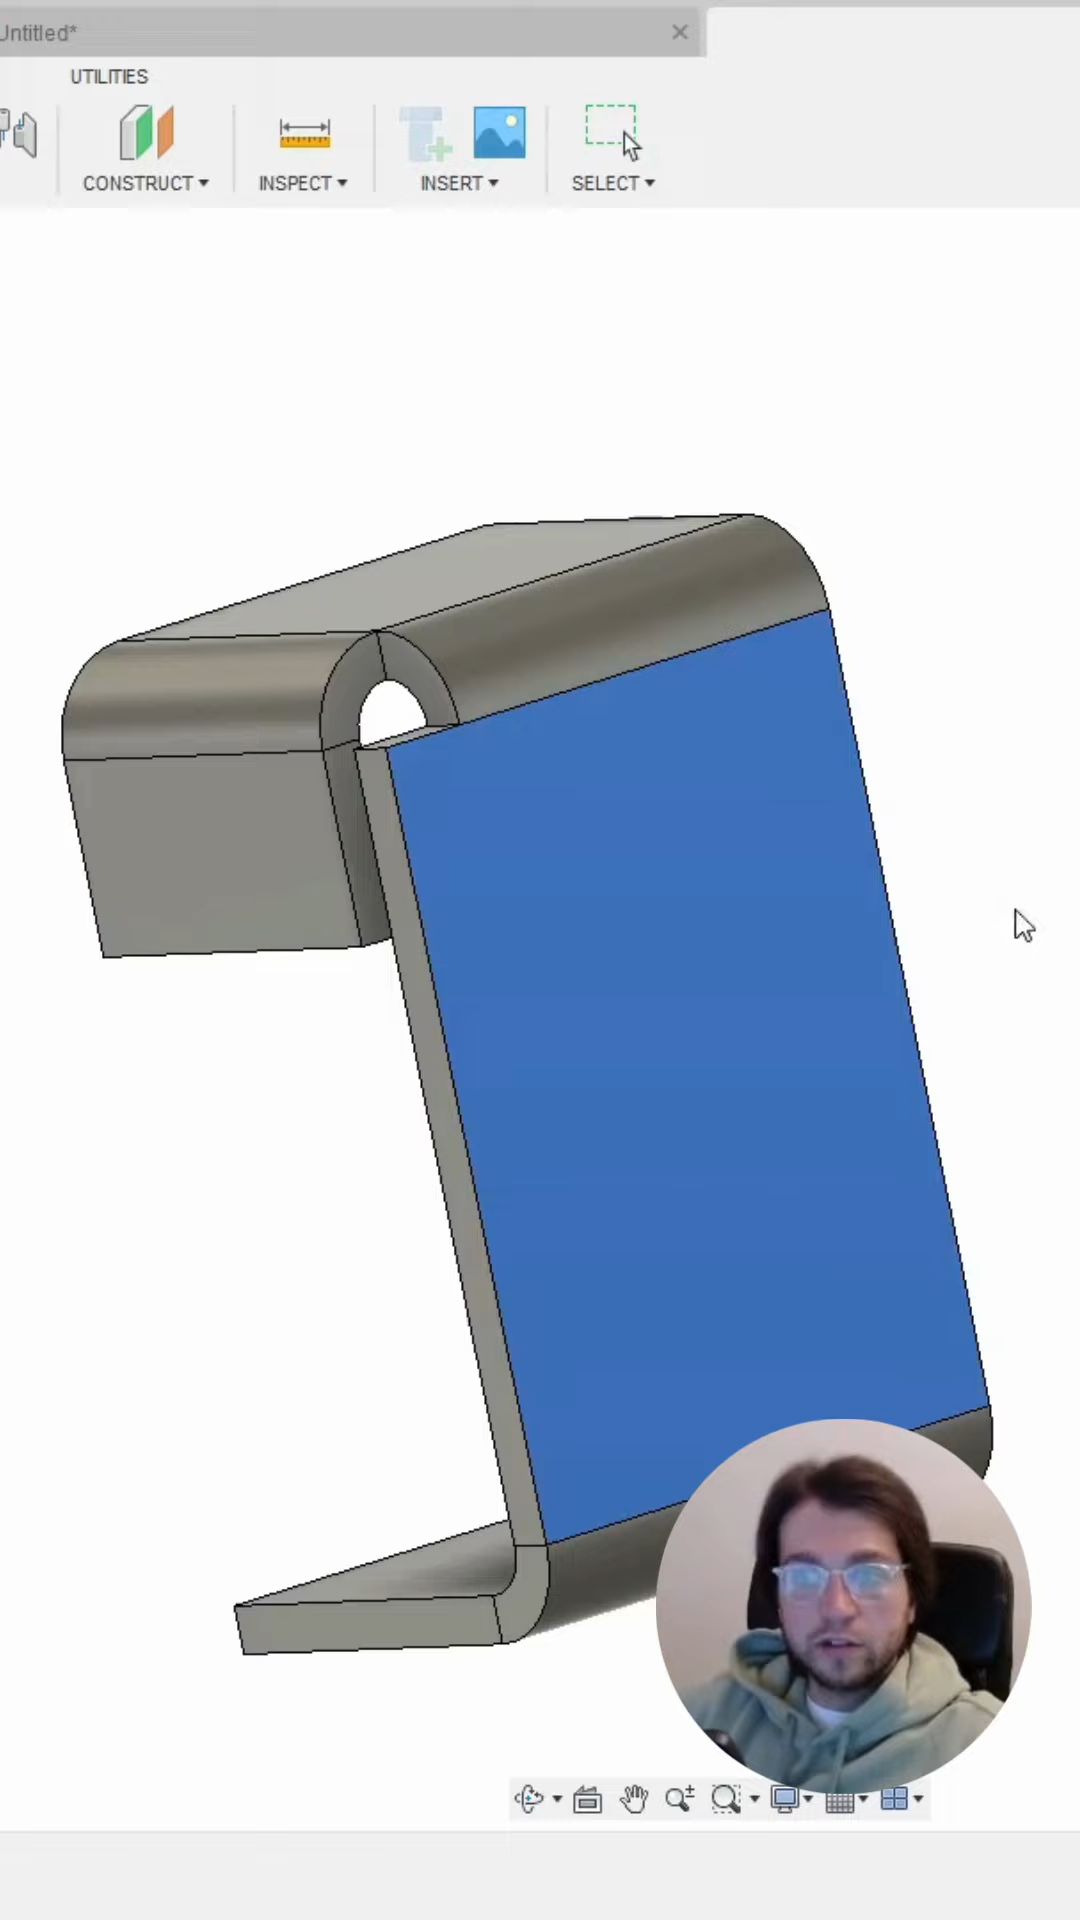 Untitled*
UTILITIES
CONSTRUCT
INSPECT
INSERT
SELECT